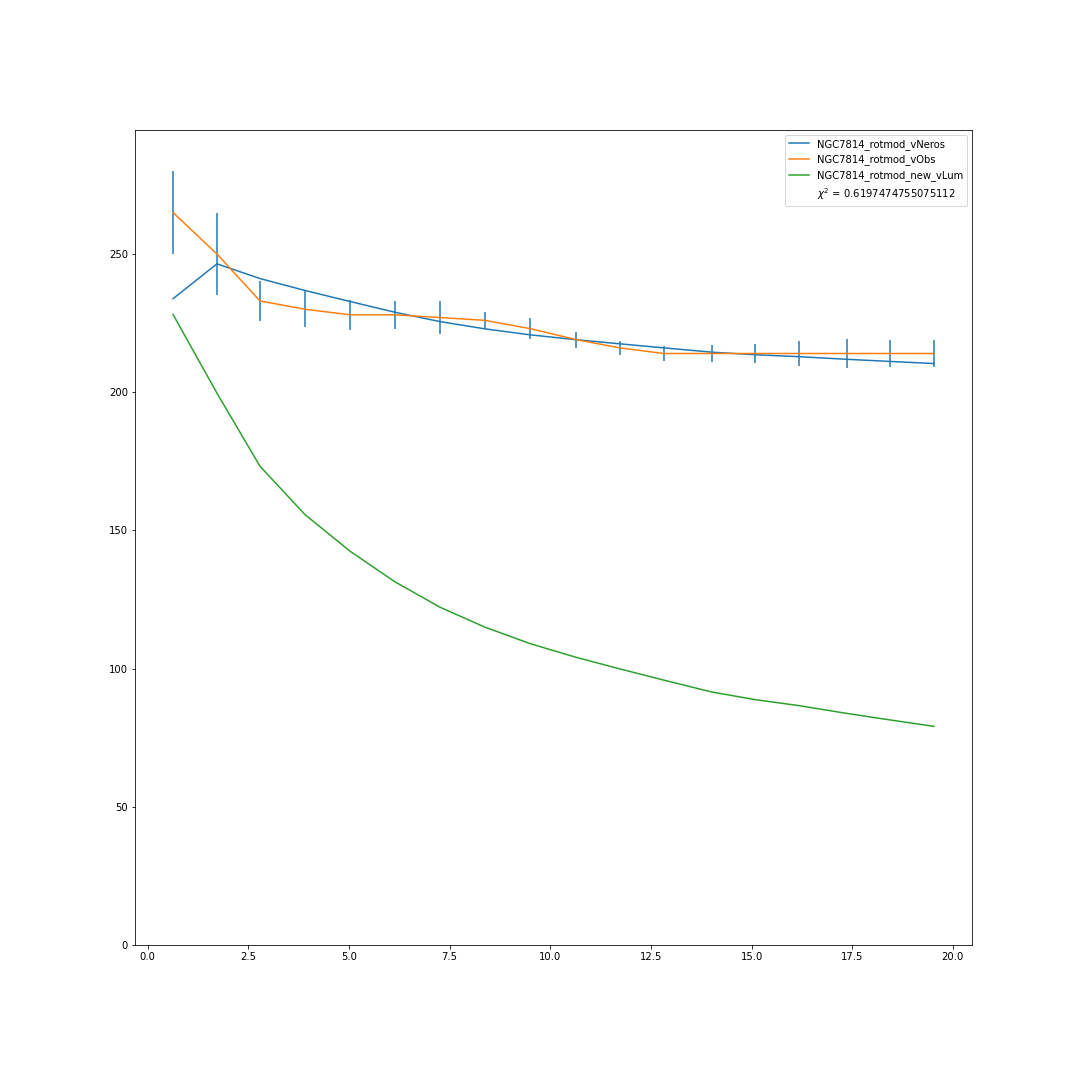 NGC7814_rotmod_vNeros
NGC7814_rotmod_vObs
NGC7814_rotmod_new_vLum
χ² = 0.6197474755075112
250
200
150
100
50
0
0.0 2.5 5.0 7.5 10.0 12.5 15.0 17.5 20.0